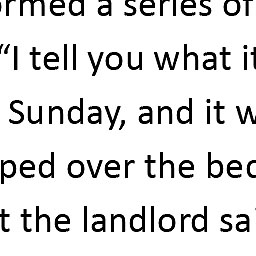 ormed a series of
“I tell you what it
Sunday, and it w
ped over the bed
t the landlord sa